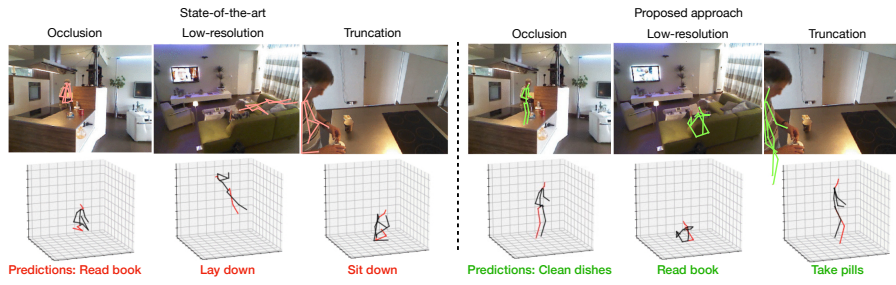 State-of-the-art
Occlusion Low-resolution Truncation
Predictions: Read book Lay down Sit down
Proposed approach
Occlusion Low-resolution Truncation
Predictions: Clean dishes Read book Take pills